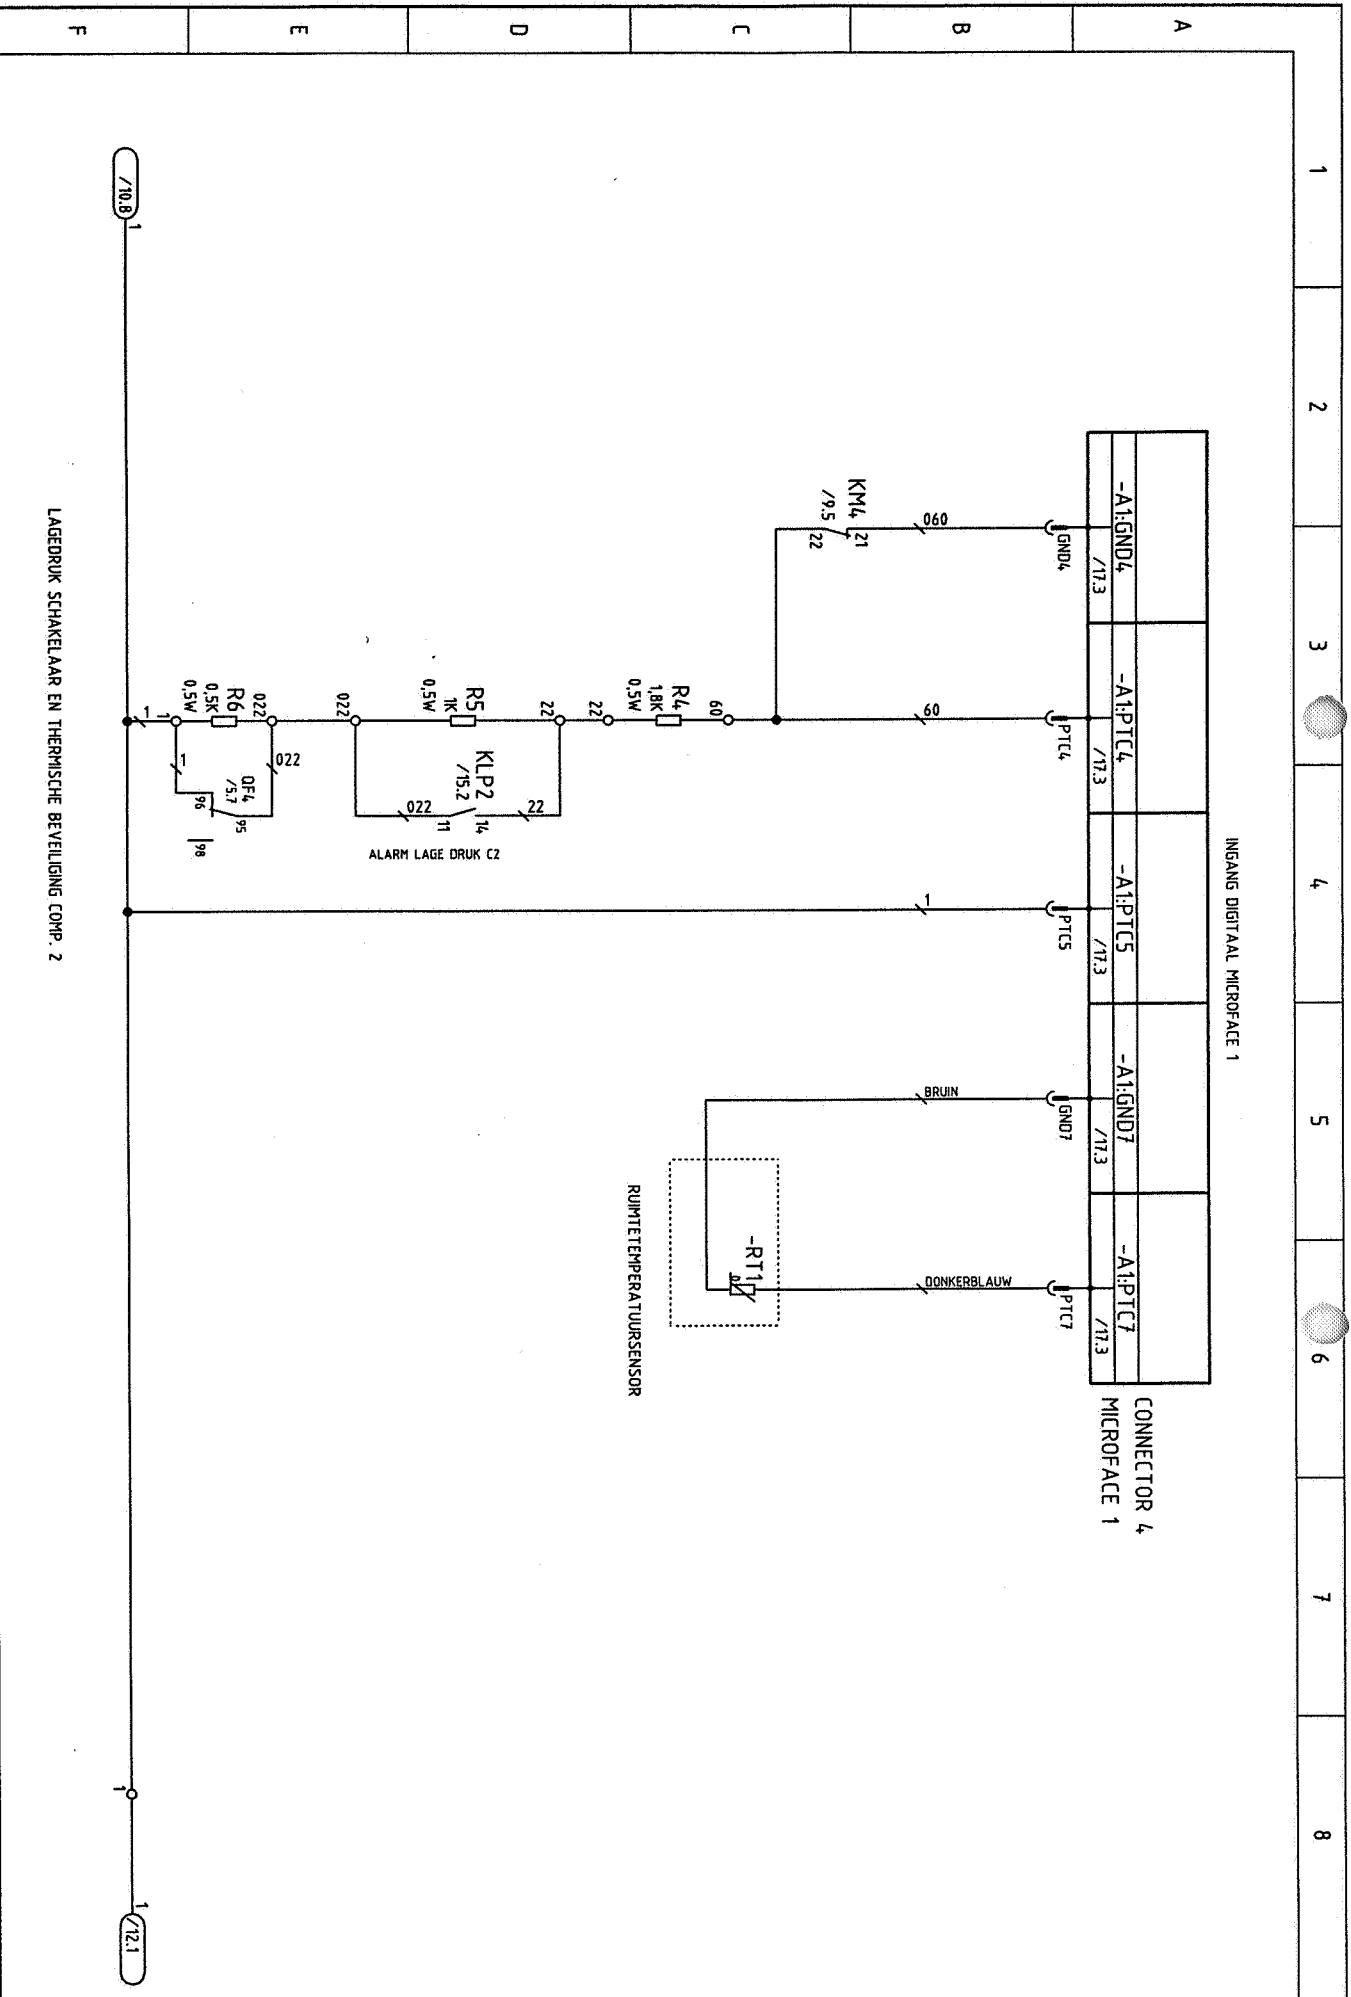 1
2
3
4
5
6
7
8
A
B
C
D
E
F
INGANG DIGITAAL MICROFACE 1
-A1:GND4
/17.3
-A1:PTC4
/17.3
-A1:PTC5
/17.3
-A1:GND7
/17.3
-A1:PTC7
/17.3
CONNECTOR 4
MICROFACE 1
GND4
PTC4
PTC5
GND7
PTC7
060
60
1
BRUIN
DONKERBLAUW
KM4
/9.5
21
22
60
R4
1,8K
0,5W
22
22
R5
1K
0,5W
022
KLP2
/15.2
14
11
22
022
ALARM LAGE DRUK C2
-RT1
RUIMTETEMPERATUURSENSOR
022
R6
0,5K
0,5W
1
1
022
1
QF4
/5.7
95
96
98
/10.8
1
1
1
/12.1
LAGEDRUK SCHAKELAAR EN THERMISCHE BEVEILIGING COMP. 2